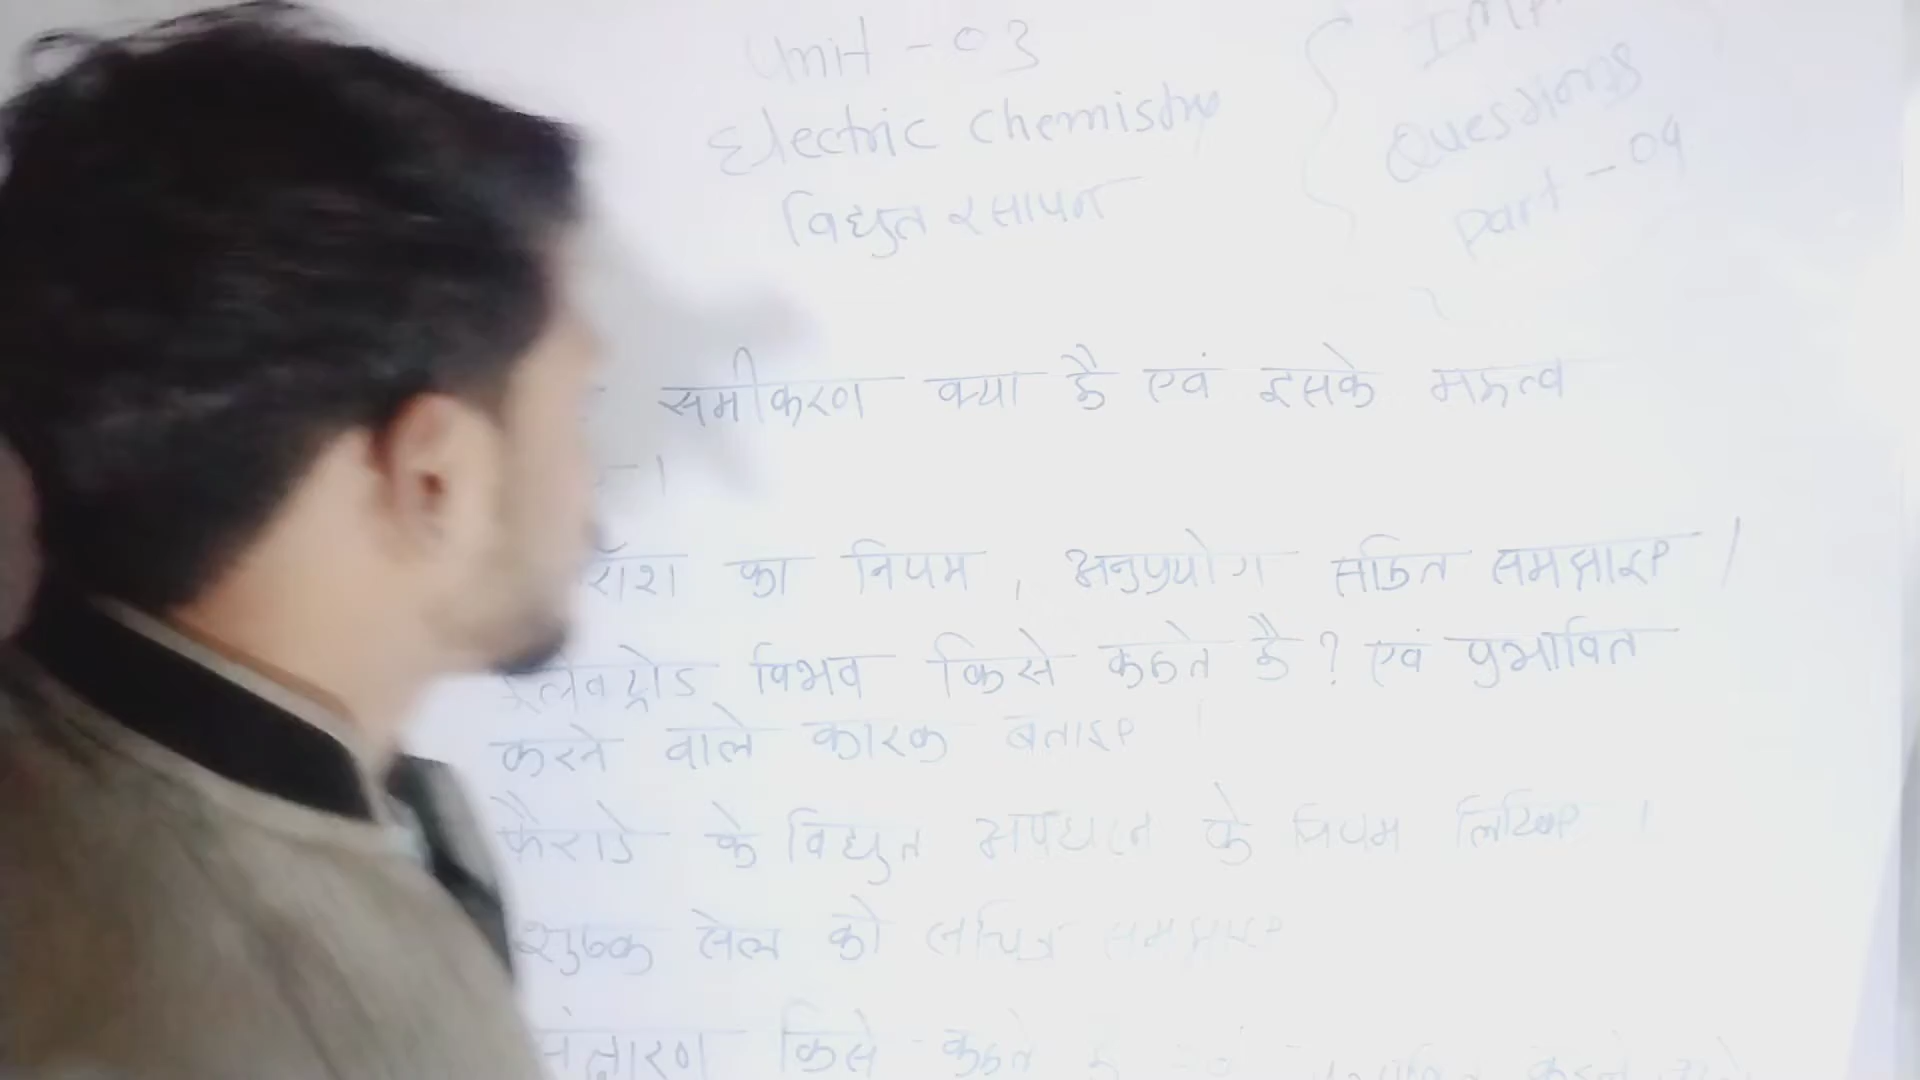 Unit - 03
Electric Chemistry
विद्युत रसायन
IMP
Questions
Part - 04
समीकरण क्या है एवं इसके महत्व
का नियम , अनुप्रयोग सहित समझाइए ।
इलेक्ट्रोड विभव किसे कहते है ? एवं प्रभावित
करने वाले कारक बताइए ।
फैराडे के विद्युत अपघटन के नियम लिखिए ।
शुष्क सेल को सचित्र समझाइए
किसे कहते